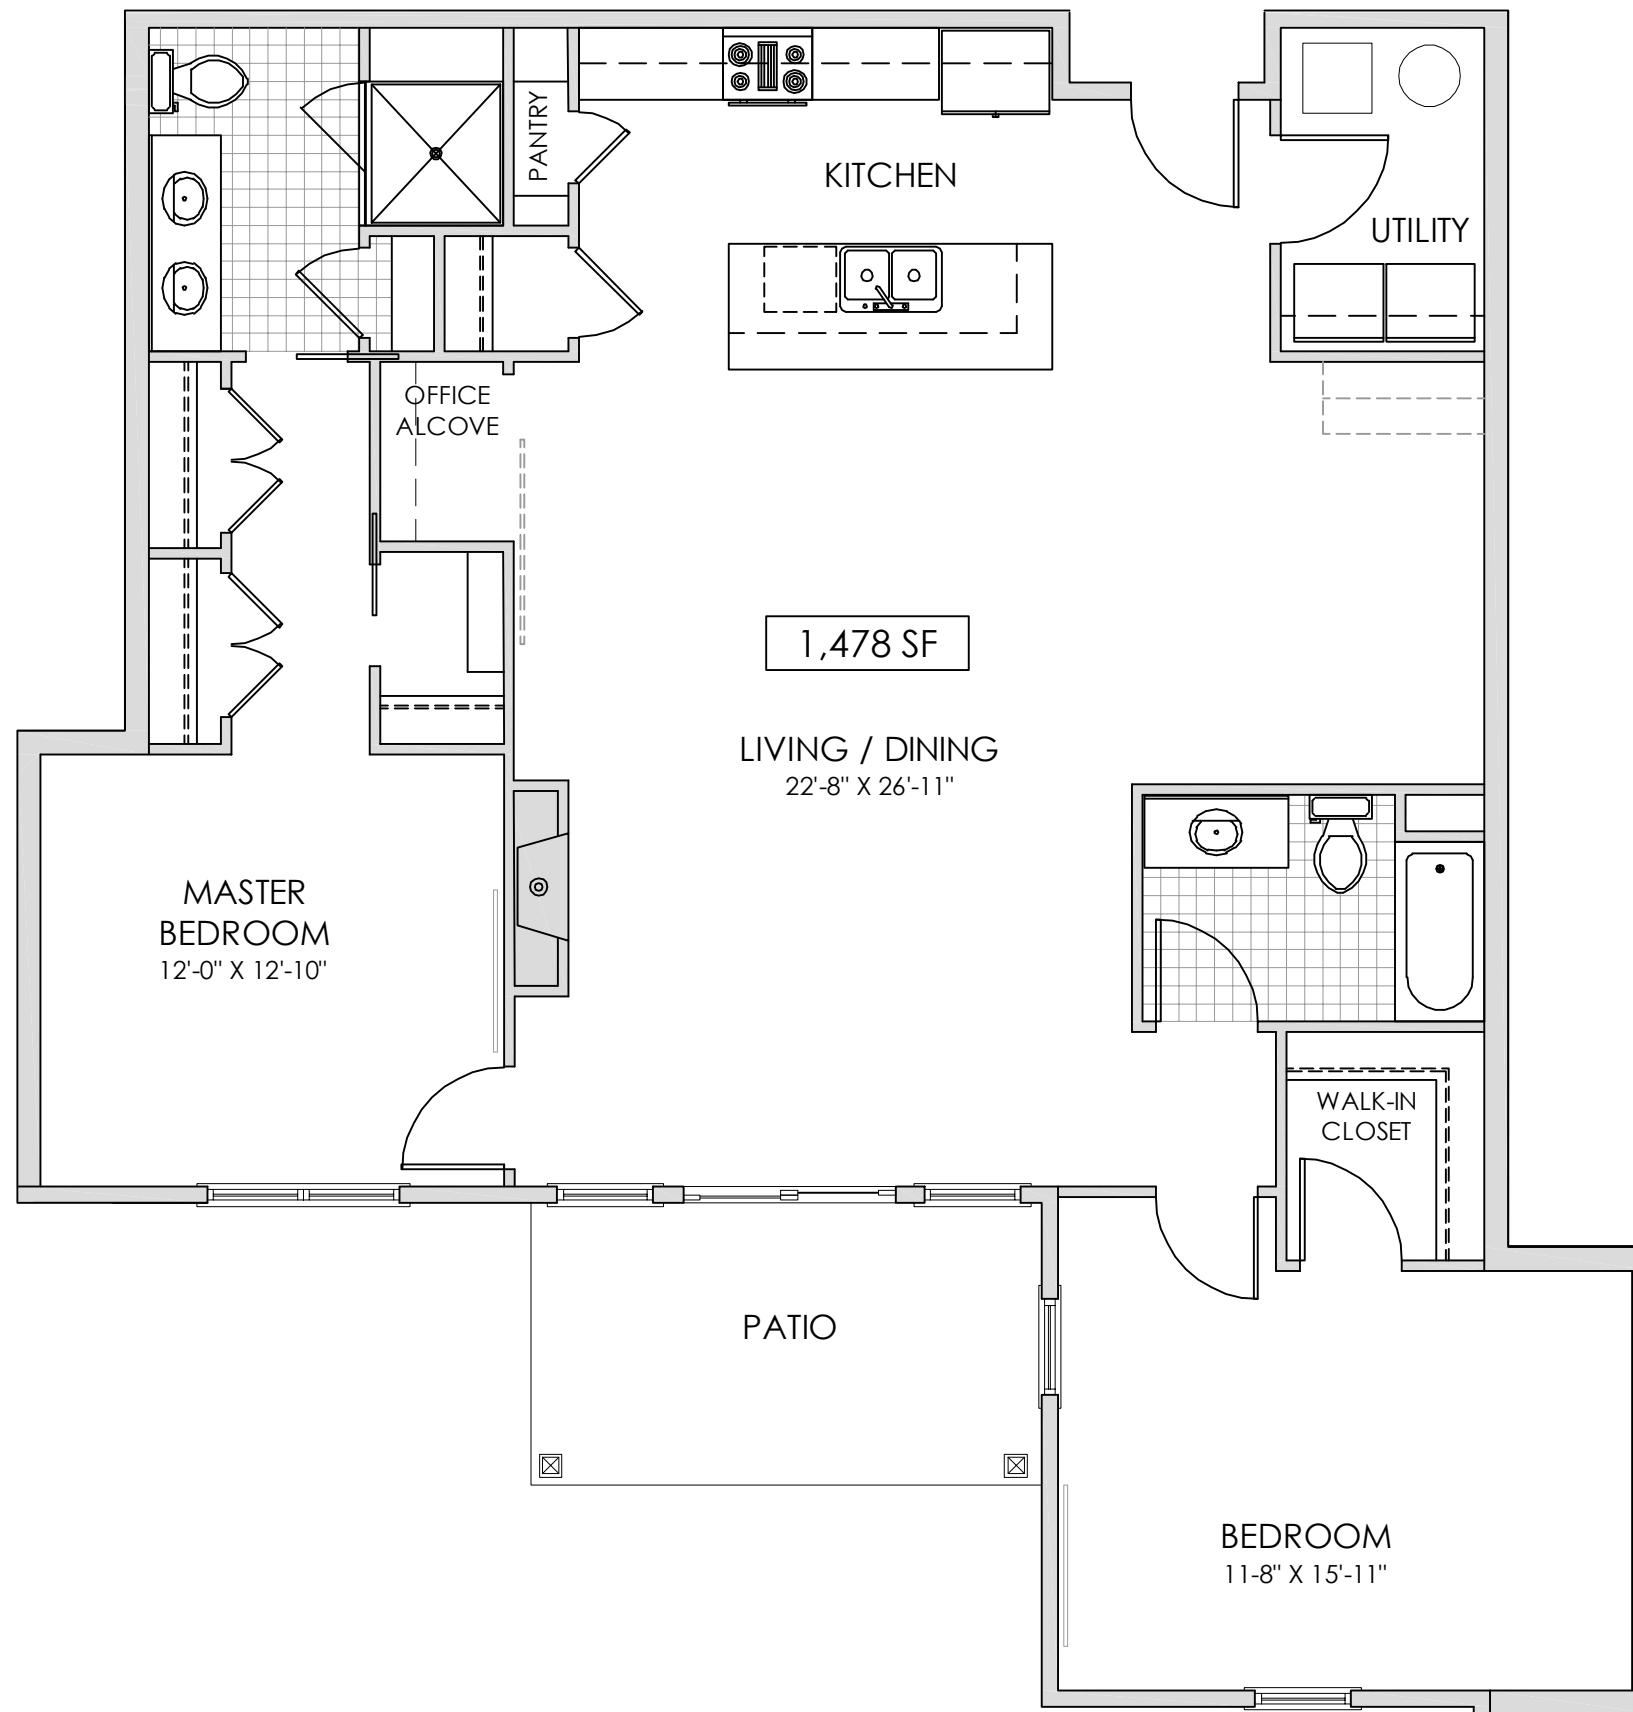 PANTRY
KITCHEN
UTILITY
OFFICE
ALCOVE
1,478 SF
LIVING / DINING
22'-8" X 26'-11"
MASTER
BEDROOM
12'-0" X 12'-10"
WALK-IN
CLOSET
PATIO
BEDROOM
11-8" X 15'-11"